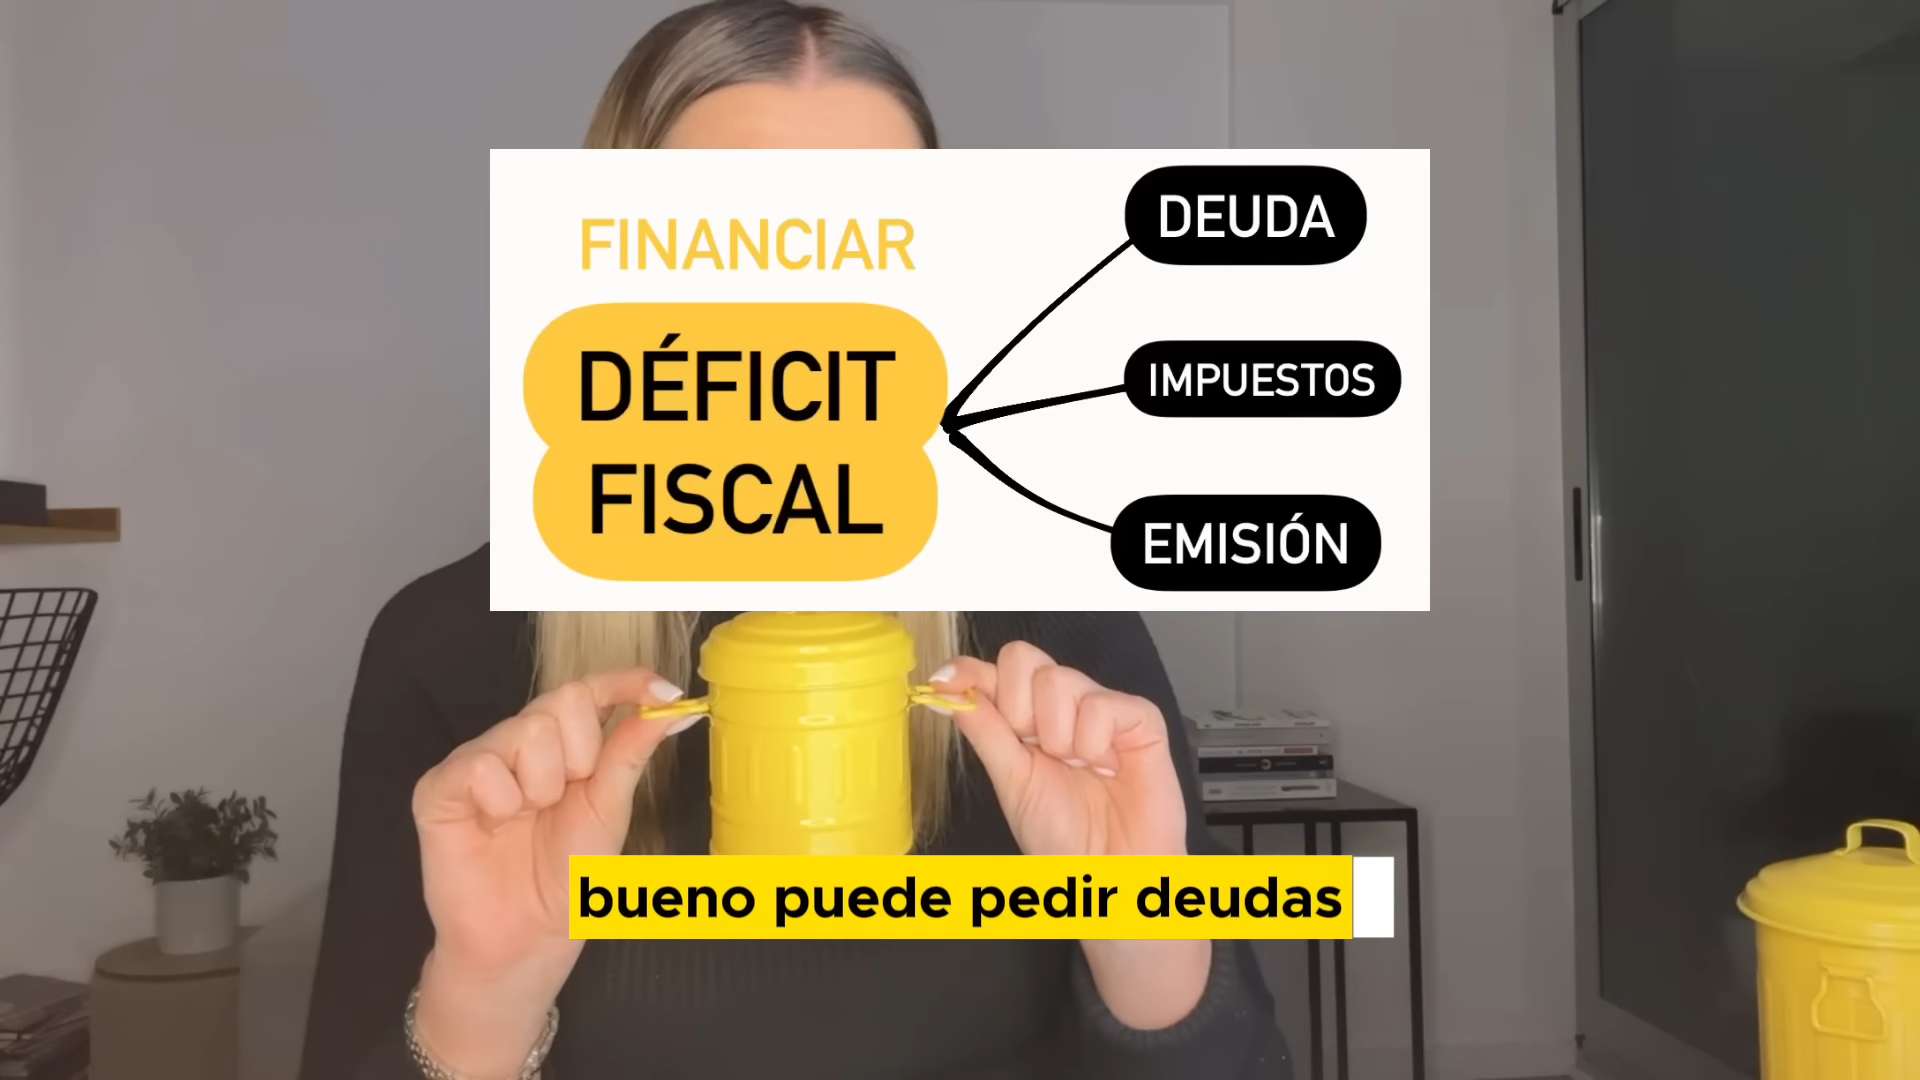 FINANCIAR
DÉFICIT
FISCAL
DEUDA
IMPUESTOS
EMISIÓN
bueno puede pedir deudas